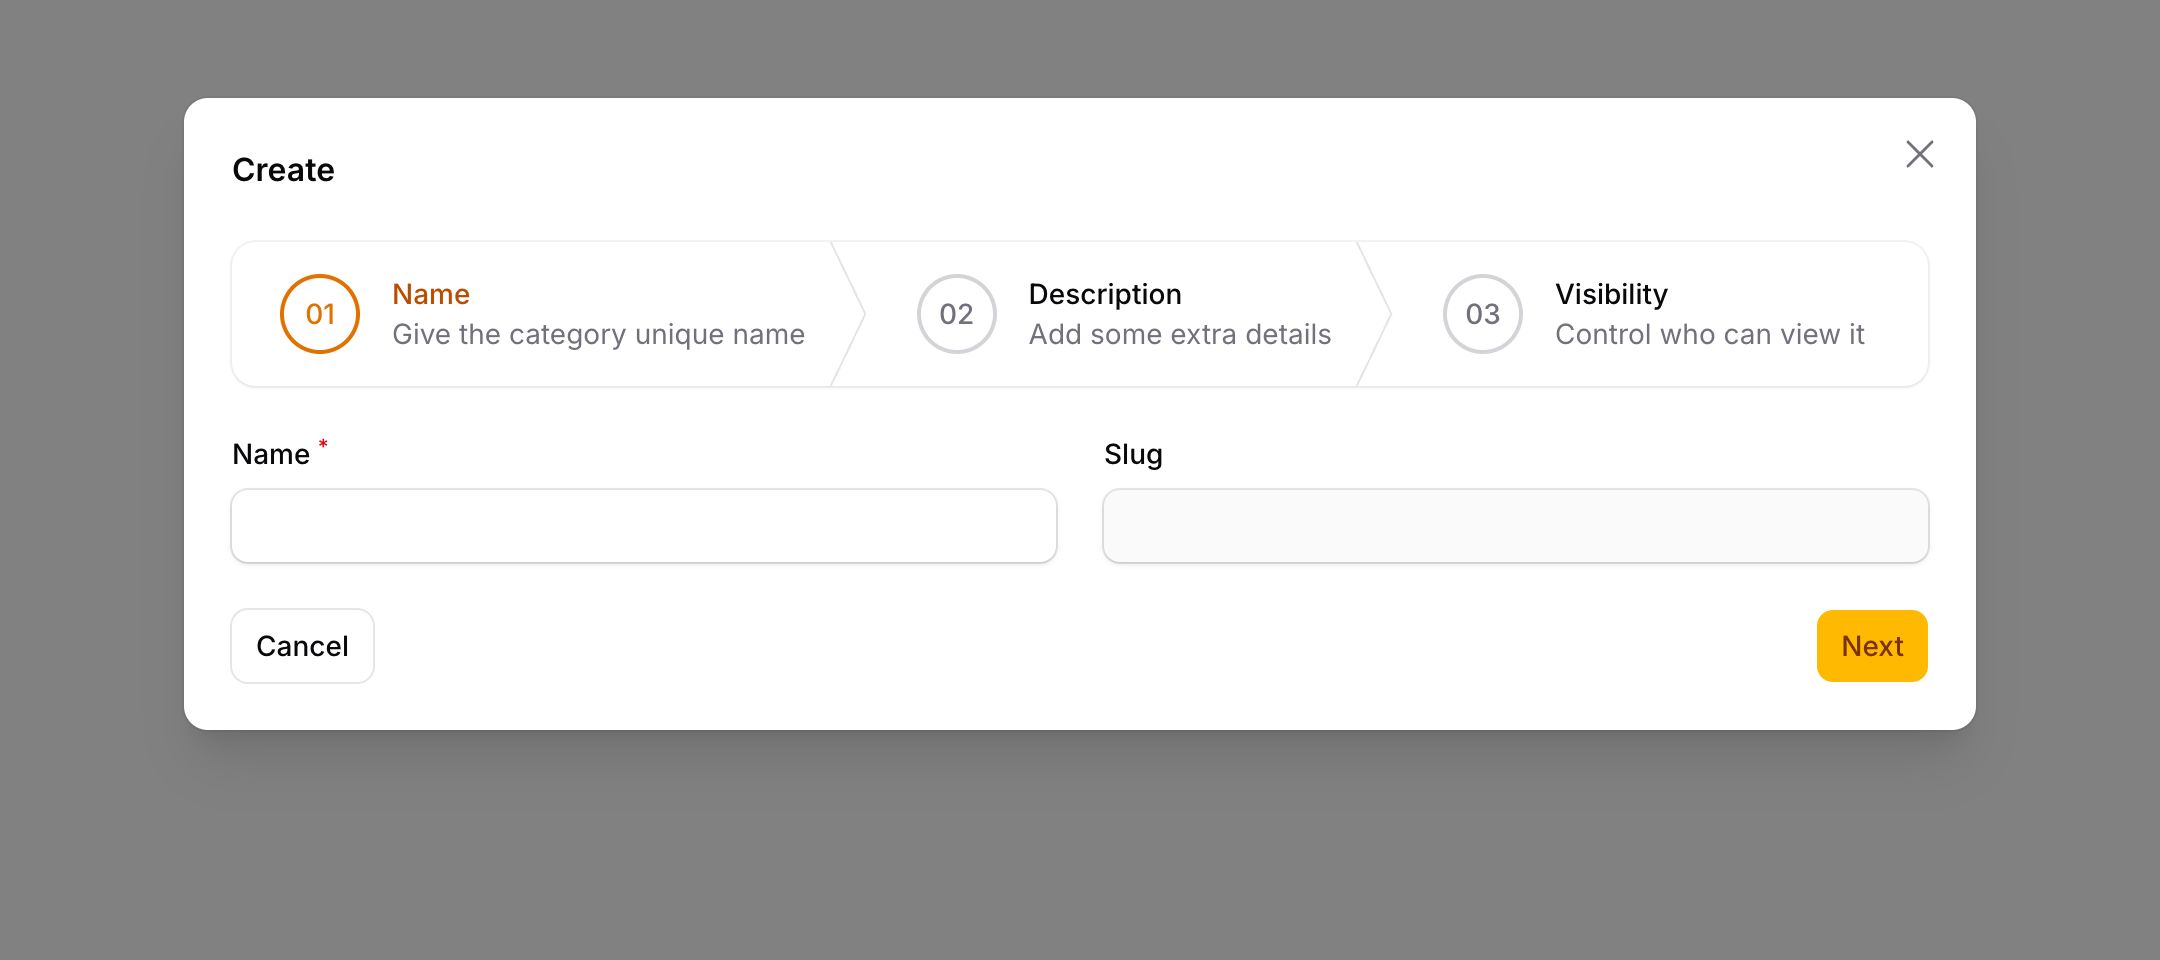 Create
01
Name
Give the category unique name
02
Description
Add some extra details
03
Visibility
Control who can view it
Name *
Slug
Cancel
Next